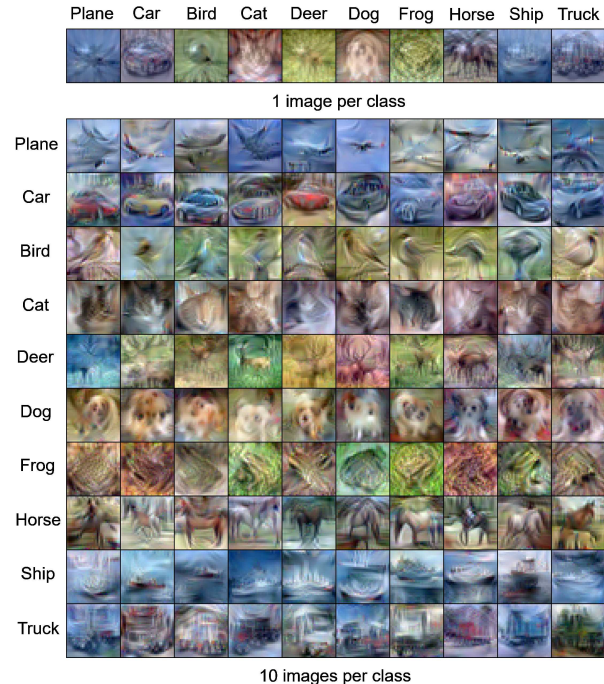 Plane Car Bird Cat Deer Dog Frog Horse Ship Truck
1 image per class
Plane
Car
Bird
Cat
Deer
Dog
Frog
Horse
Ship
Truck
10 images per class